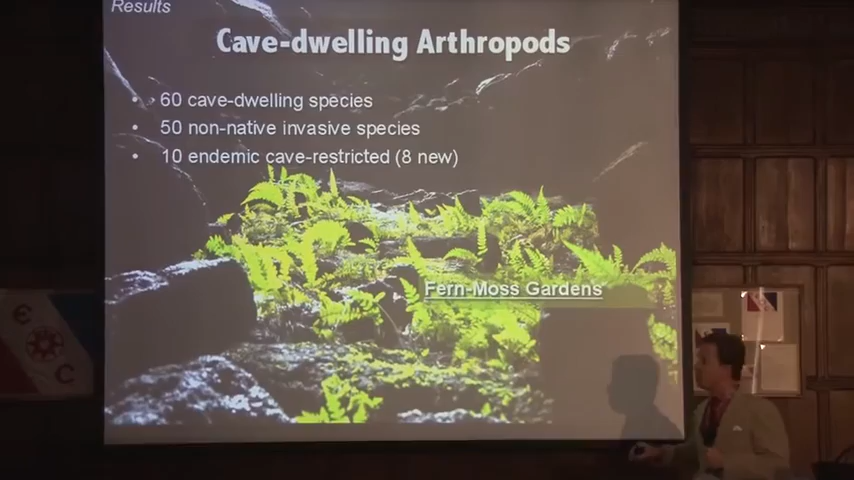 Results
Cave-dwelling Arthropods
• 60 cave-dwelling species
• 50 non-native invasive species
• 10 endemic cave-restricted (8 new)
Fern-Moss Gardens
E
C